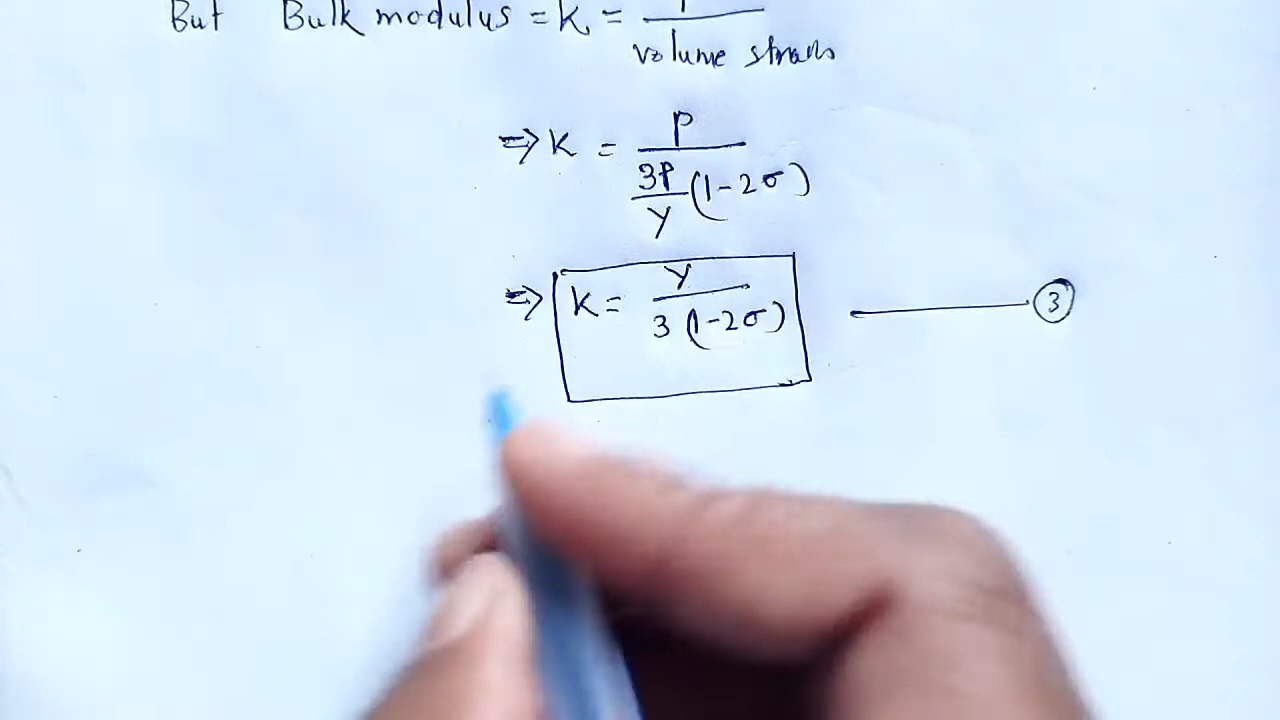 But Bulk modulus = K = P / volume strain
⇒ K = P / (3P/Y (1-2σ))
⇒ K = Y / 3 (1-2σ) ——— ③